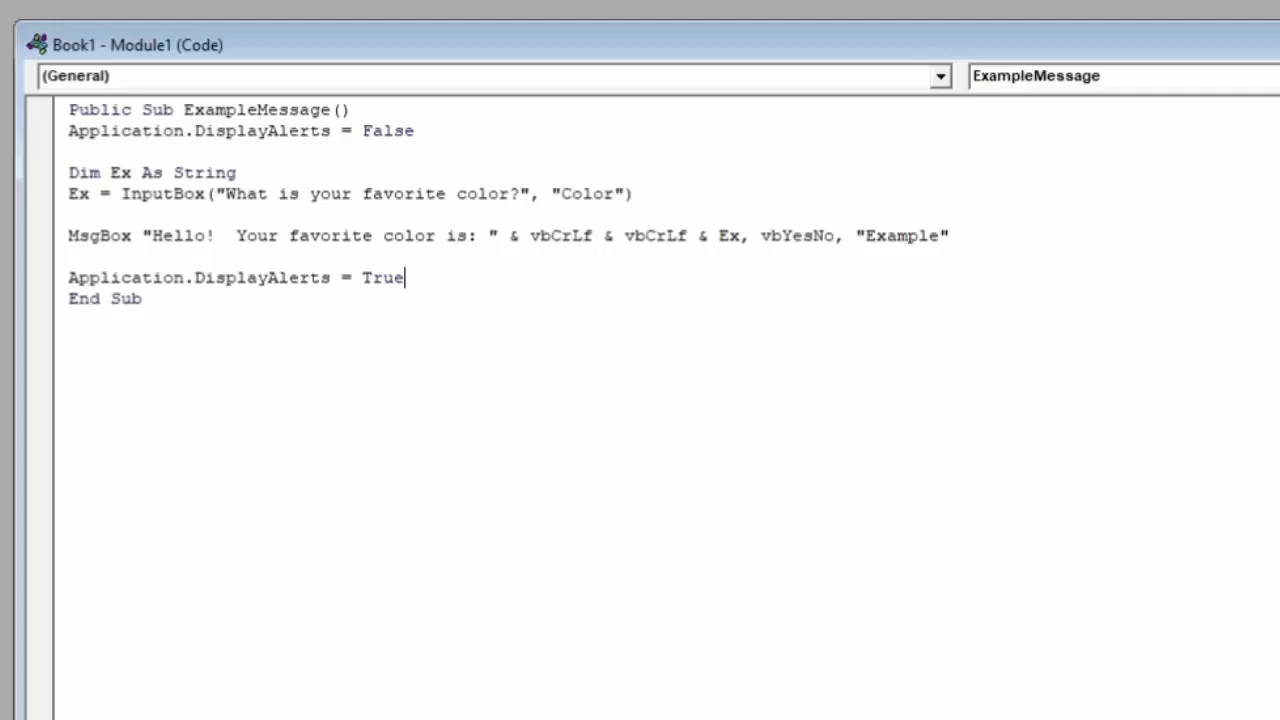 Book1 - Module1 (Code)
(General)
ExampleMessage
Public Sub ExampleMessage()
Application.DisplayAlerts = False
Dim Ex As String
Ex = InputBox("What is your favorite color?", "Color")
MsgBox "Hello!  Your favorite color is: " & vbCrLf & vbCrLf & Ex, vbYesNo, "Example"
Application.DisplayAlerts = True
End Sub